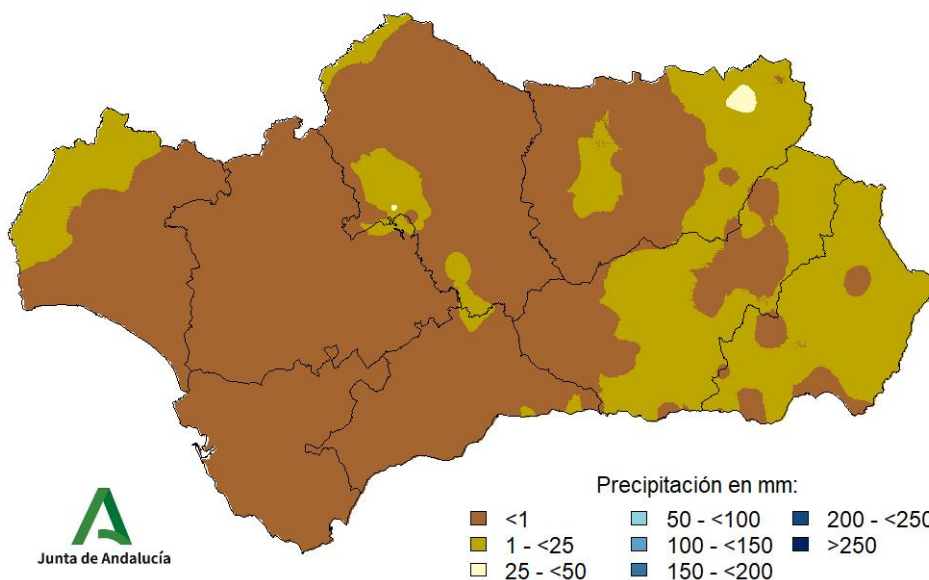 Precipitación en mm:
<1
50 - <100
200 - <250
1 - <25
100 - <150
>250
25 - <50
150 - <200
Junta de Andalucía